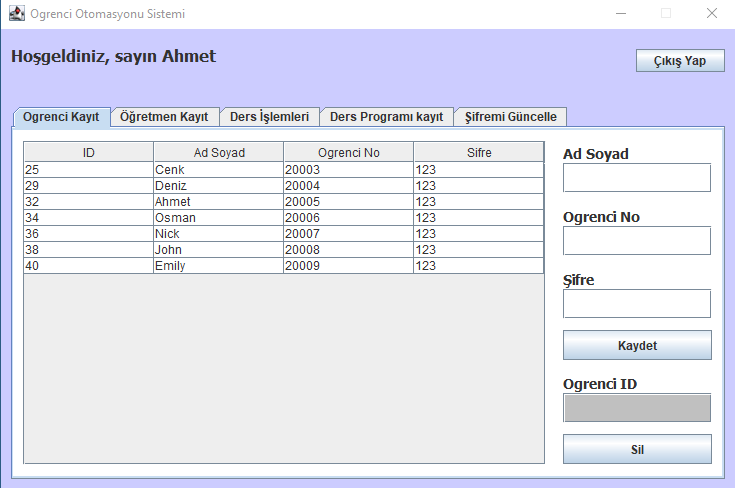 Ogrenci Otomasyonu Sistemi
Hoşgeldiniz, sayın Ahmet
Çıkış Yap
Ogrenci Kayıt Öğretmen Kayıt Ders İşlemleri Ders Programı kayıt Şifremi Güncelle
ID Ad Soyad Ogrenci No Sifre
25 Cenk 20003 123
29 Deniz 20004 123
32 Ahmet 20005 123
34 Osman 20006 123
36 Nick 20007 123
38 John 20008 123
40 Emily 20009 123
Ad Soyad
Ogrenci No
Şifre
Kaydet
Ogrenci ID
Sil